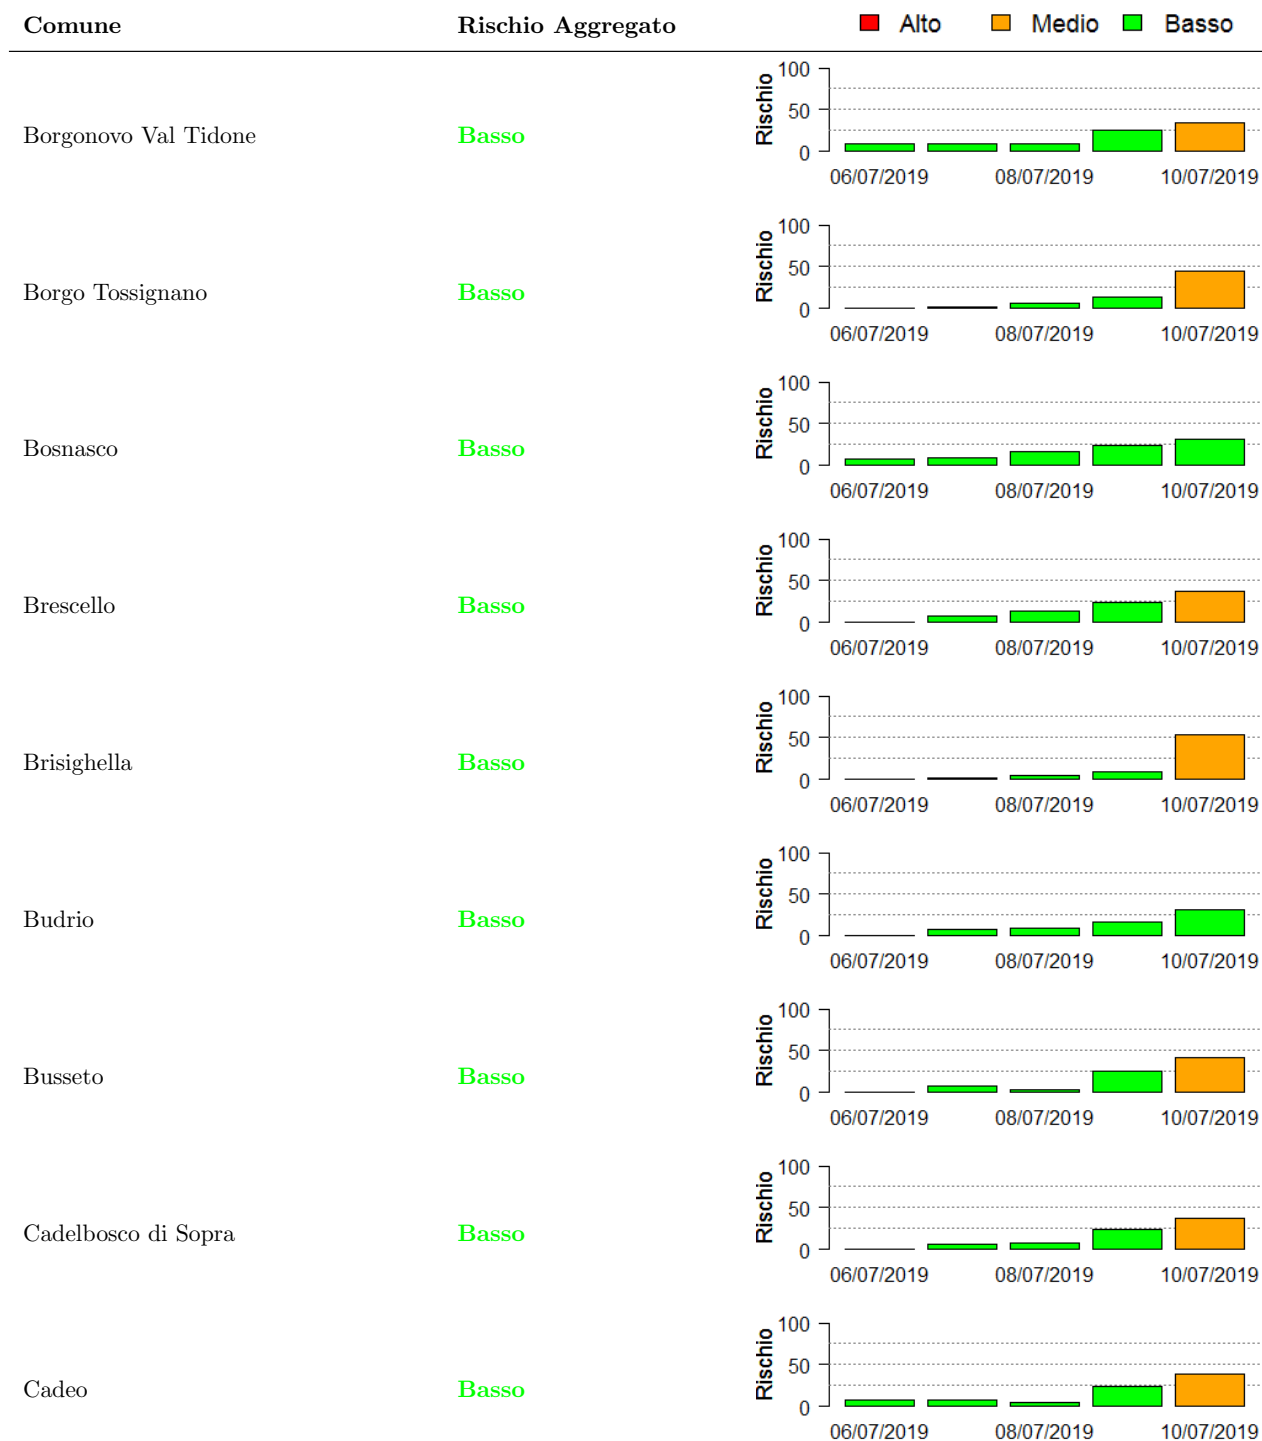 Comune Rischio Aggregato Alto Medio Basso
100
50
0
Rischio
Borgonovo Val Tidone Basso
06/07/2019 08/07/2019 10/07/2019
100
50
0
Rischio
Borgo Tossignano Basso
06/07/2019 08/07/2019 10/07/2019
100
50
0
Rischio
Bosnasco Basso
06/07/2019 08/07/2019 10/07/2019
100
50
0
Rischio
Brescello Basso
06/07/2019 08/07/2019 10/07/2019
100
50
0
Rischio
Brisighella Basso
06/07/2019 08/07/2019 10/07/2019
100
50
0
Rischio
Budrio Basso
06/07/2019 08/07/2019 10/07/2019
100
50
0
Rischio
Busseto Basso
06/07/2019 08/07/2019 10/07/2019
100
50
0
Rischio
Cadelbosco di Sopra Basso
06/07/2019 08/07/2019 10/07/2019
100
50
0
Rischio
Cadeo Basso
06/07/2019 08/07/2019 10/07/2019